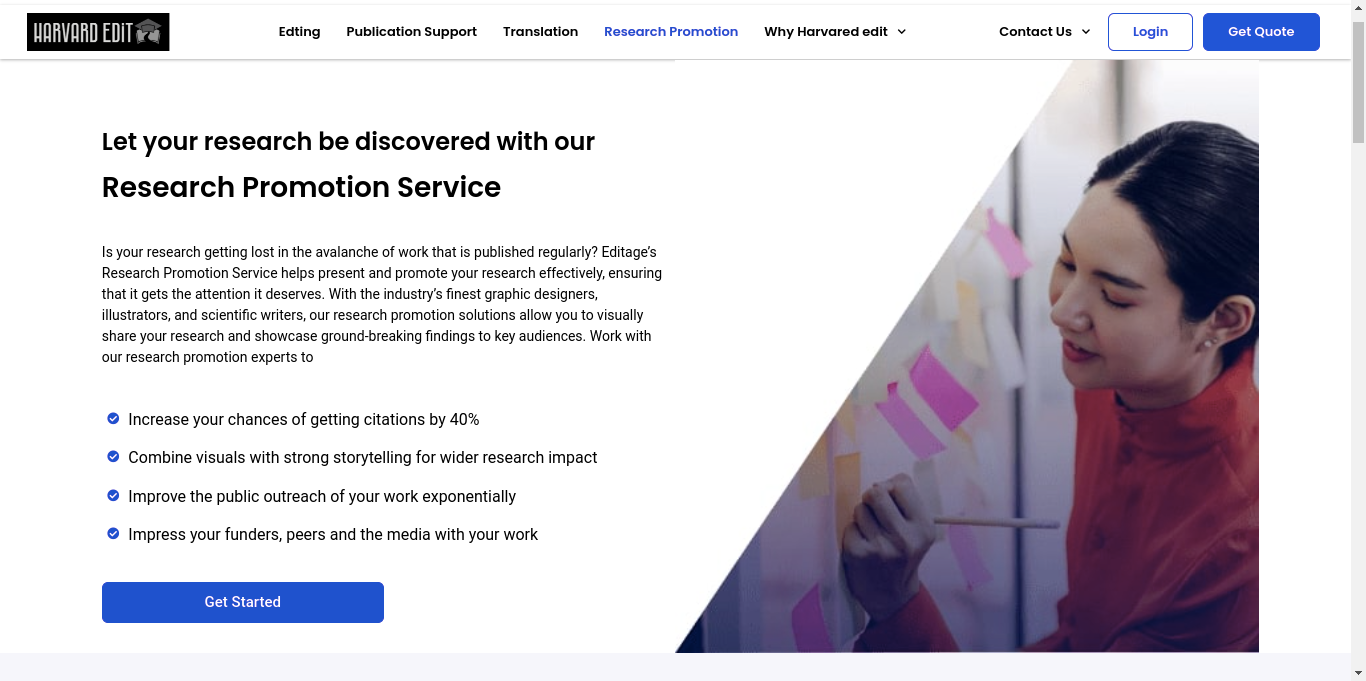 HARVARD EDIT
Edting
Publication Support
Translation
Research Promotion
Why Harvared edit
Contact Us
Login
Get Quote
Let your research be discovered with our
Research Promotion Service
Is your research getting lost in the avalanche of work that is published regularly? Editage’s
Research Promotion Service helps present and promote your research effectively, ensuring
that it gets the attention it deserves. With the industry’s finest graphic designers,
illustrators, and scientific writers, our research promotion solutions allow you to visually
share your research and showcase ground-breaking findings to key audiences. Work with
our research promotion experts to
Increase your chances of getting citations by 40%
Combine visuals with strong storytelling for wider research impact
Improve the public outreach of your work exponentially
Impress your funders, peers and the media with your work
Get Started